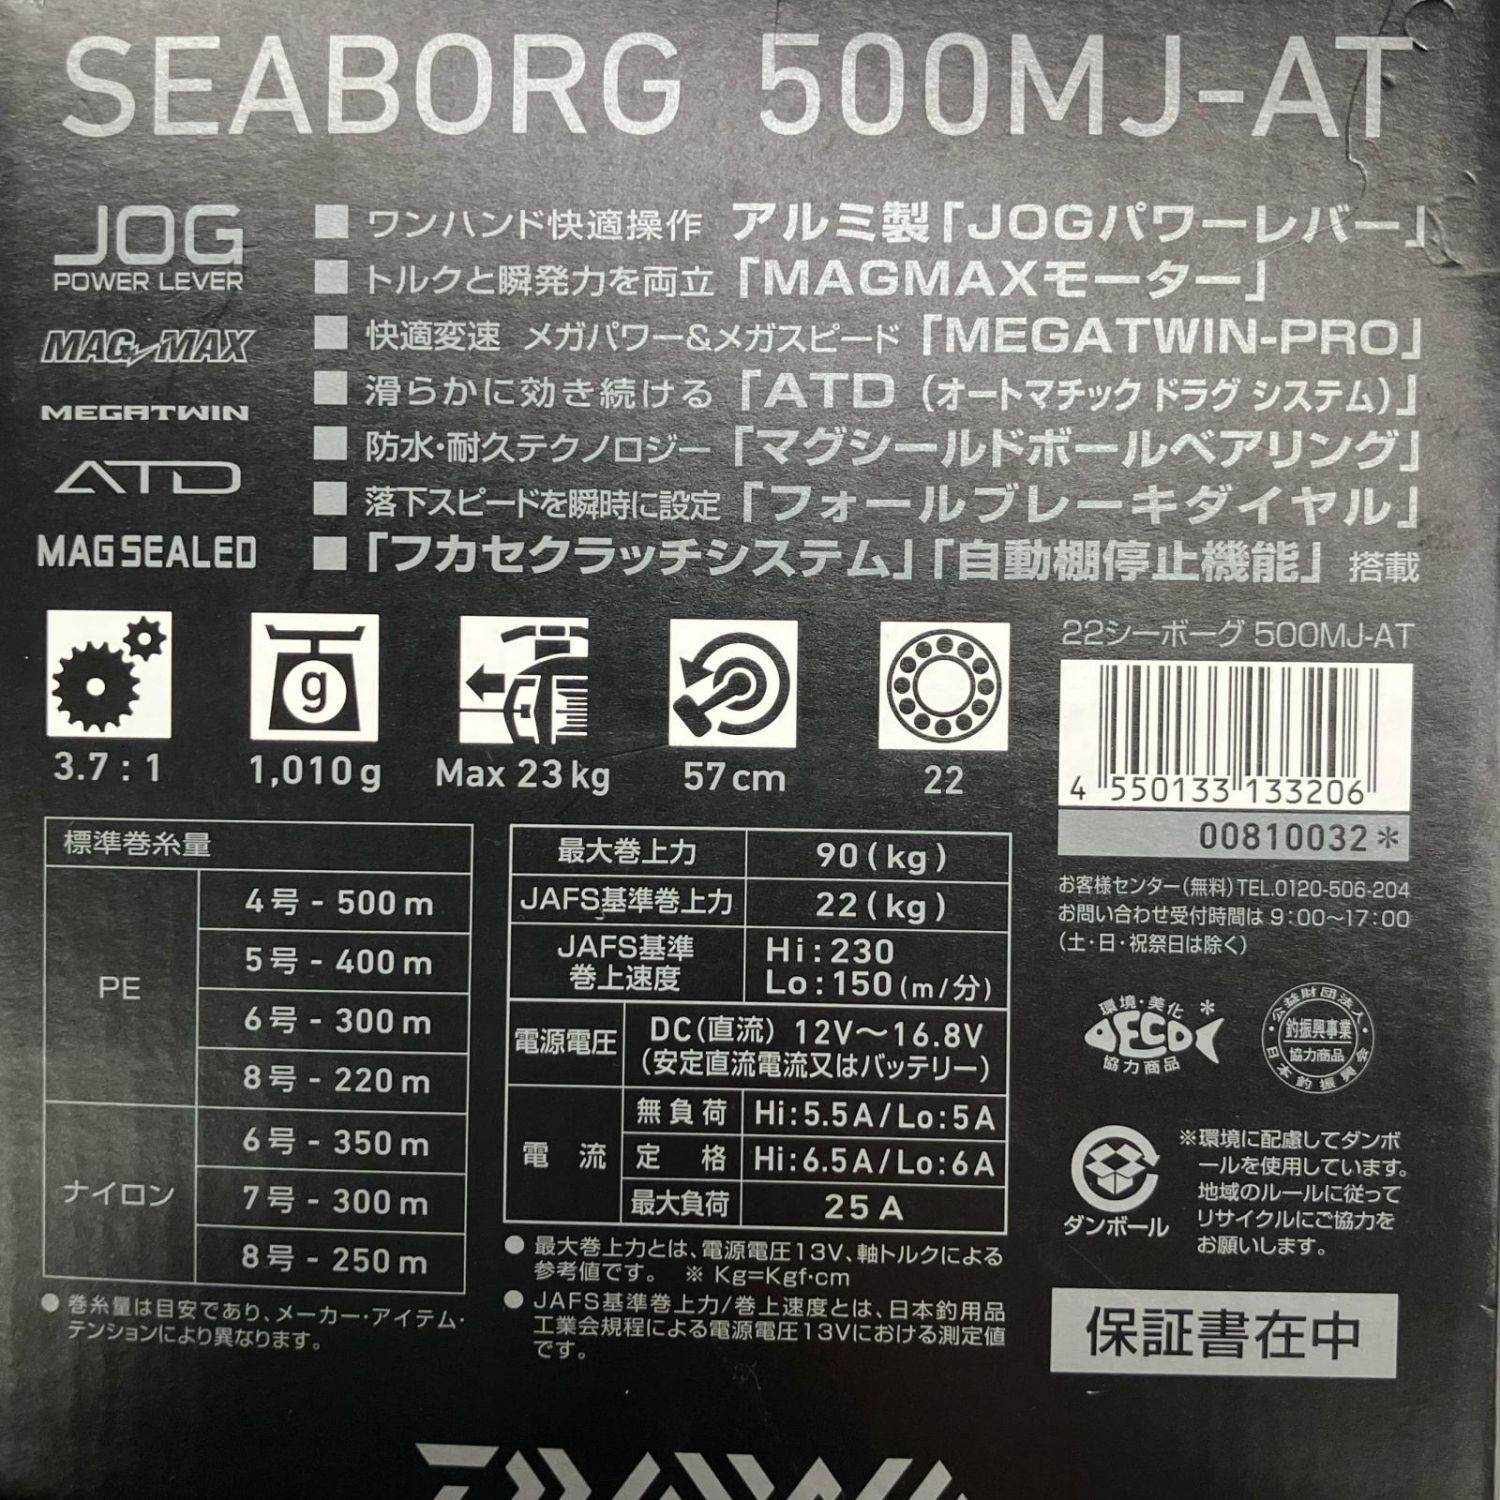 SEABORG 500MJ-AT
JOG
POWER LEVER
MAG-MAX
MEGATWIN
ATD
MAGSEALED
■ ワンハンド快適操作 アルミ製「JOGパワーレバー」
■ トルクと瞬発力を両立「MAGMAXモーター」
■ 快適変速 メガパワー&メガスピード「MEGATWIN-PRO」
■ 滑らかに効き続ける「ATD(オートマチック ドラグ システム)」
■ 防水・耐久テクノロジー「マグシールドボールベアリング」
■ 落下スピードを瞬時に設定「フォールブレーキダイヤル」
■「フカセクラッチシステム」「自動棚停止機能」搭載
g
3.7:1
1,010g
Max 23kg
57cm
22
22シーボーグ 500MJ-AT
4 550133 133206
00810032*
お客様センター(無料)TEL.0120-506-204
お問い合わせ受付時間は 9:00~17:00
(土・日・祝祭日は除く)
標準巻糸量
PE
4号 - 500m
5号 - 400m
6号 - 300m
8号 - 220m
ナイロン
6号 - 350m
7号 - 300m
8号 - 250m
●巻糸量は目安であり、メーカー・アイテム・
テンションにより異なります。
最大巻上力 90(kg)
JAFS基準巻上力 22(kg)
JAFS基準
巻上速度
Hi:230
Lo:150(m/分)
電源電圧
DC(直流) 12V~16.8V
(安定直流電流又はバッテリー)
電流
無負荷 Hi:5.5A/Lo:5A
定格 Hi:6.5A/Lo:6A
最大負荷 25A
●最大巻上力とは、電源電圧13V、軸トルクによる
参考値です。 ※ Kg=Kgf・cm
●JAFS基準巻上力/巻上速度とは、日本釣用品
工業会規程による電源電圧13Vにおける測定値
です。
環境・美化*
DECO
協力商品
公益財団法人
釣振興事業
協力商品
日本釣振興会
ダンボール
※環境に配慮してダンボ
ールを使用しています。
地域のルールに従って
リサイクルにご協力を
お願いします。
保証書在中
DAIWA